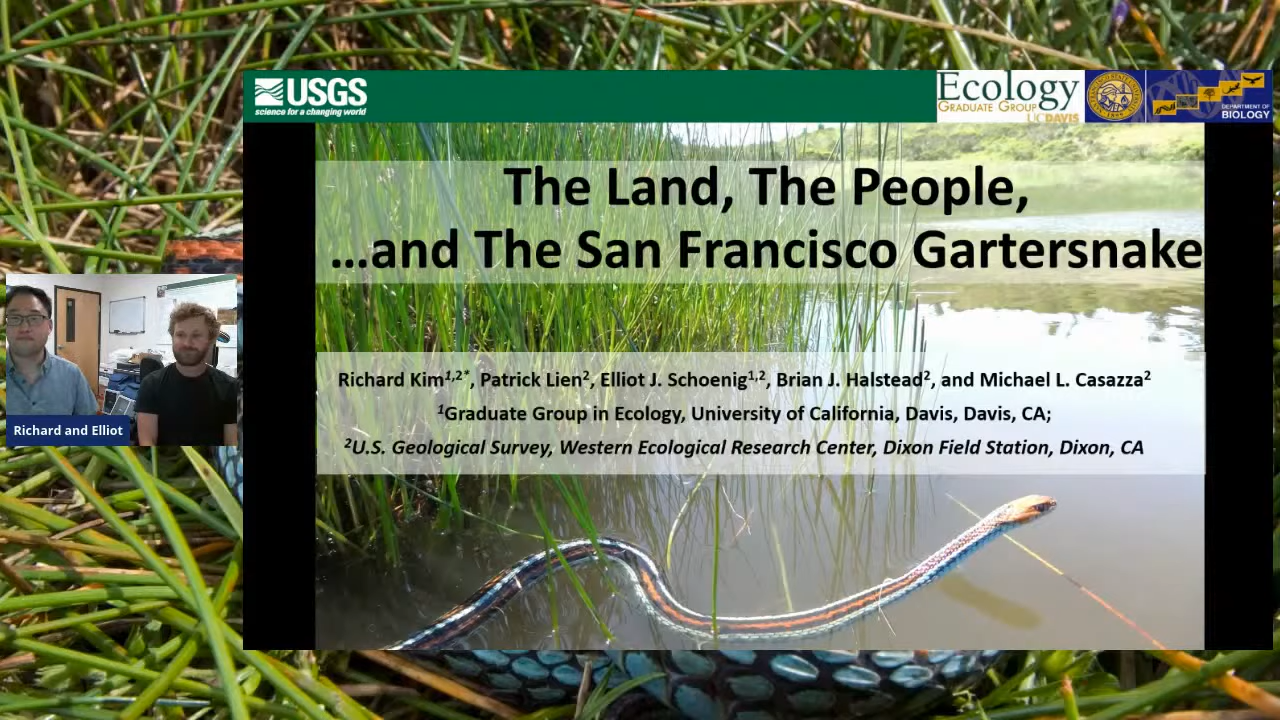 USGS
science for a changing world
Ecology
GRADUATE GROUP
UCDAVIS
DEPARTMENT OF
BIOLOGY
The Land, The People,
...and The San Francisco Gartersnake
Richard Kim1,2*, Patrick Lien2, Elliot J. Schoenig1,2, Brian J. Halstead2, and Michael L. Casazza2
1Graduate Group in Ecology, University of California, Davis, Davis, CA;
2U.S. Geological Survey, Western Ecological Research Center, Dixon Field Station, Dixon, CA
Richard and Elliot